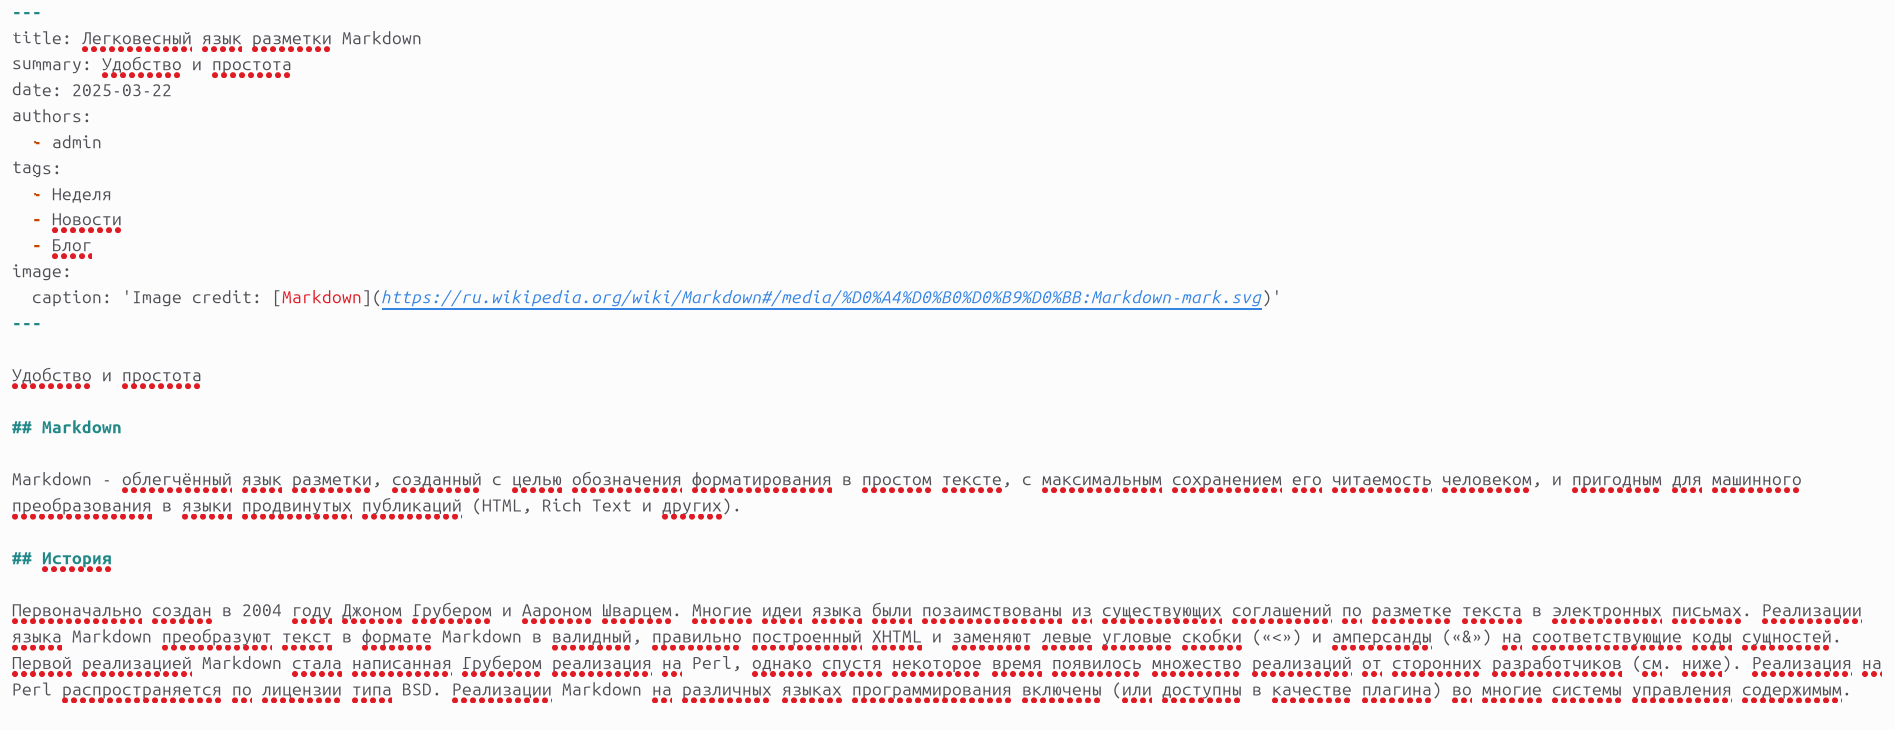 ---
title: Легковесный язык разметки Markdown
summary: Удобство и простота
date: 2025-03-22
authors:
  - admin
tags:
  - Неделя
  - Новости
  - Блог
image:
  caption: 'Image credit: [Markdown](https://ru.wikipedia.org/wiki/Markdown#/media/%D0%A4%D0%B0%D0%B9%D0%BB:Markdown-mark.svg)'
---
Удобство и простота
## Markdown
Markdown - облегчённый язык разметки, созданный с целью обозначения форматирования в простом тексте, с максимальным сохранением его читаемость человеком, и пригодным для машинного
преобразования в языки продвинутых публикаций (HTML, Rich Text и других).
## История
Первоначально создан в 2004 году Джоном Грубером и Аароном Шварцем. Многие идеи языка были позаимствованы из существующих соглашений по разметке текста в электронных письмах. Реализации
языка Markdown преобразуют текст в формате Markdown в валидный, правильно построенный XHTML и заменяют левые угловые скобки («<») и амперсанды («&») на соответствующие коды сущностей.
Первой реализацией Markdown стала написанная Грубером реализация на Perl, однако спустя некоторое время появилось множество реализаций от сторонних разработчиков (см. ниже). Реализация на
Perl распространяется по лицензии типа BSD. Реализации Markdown на различных языках программирования включены (или доступны в качестве плагина) во многие системы управления содержимым.